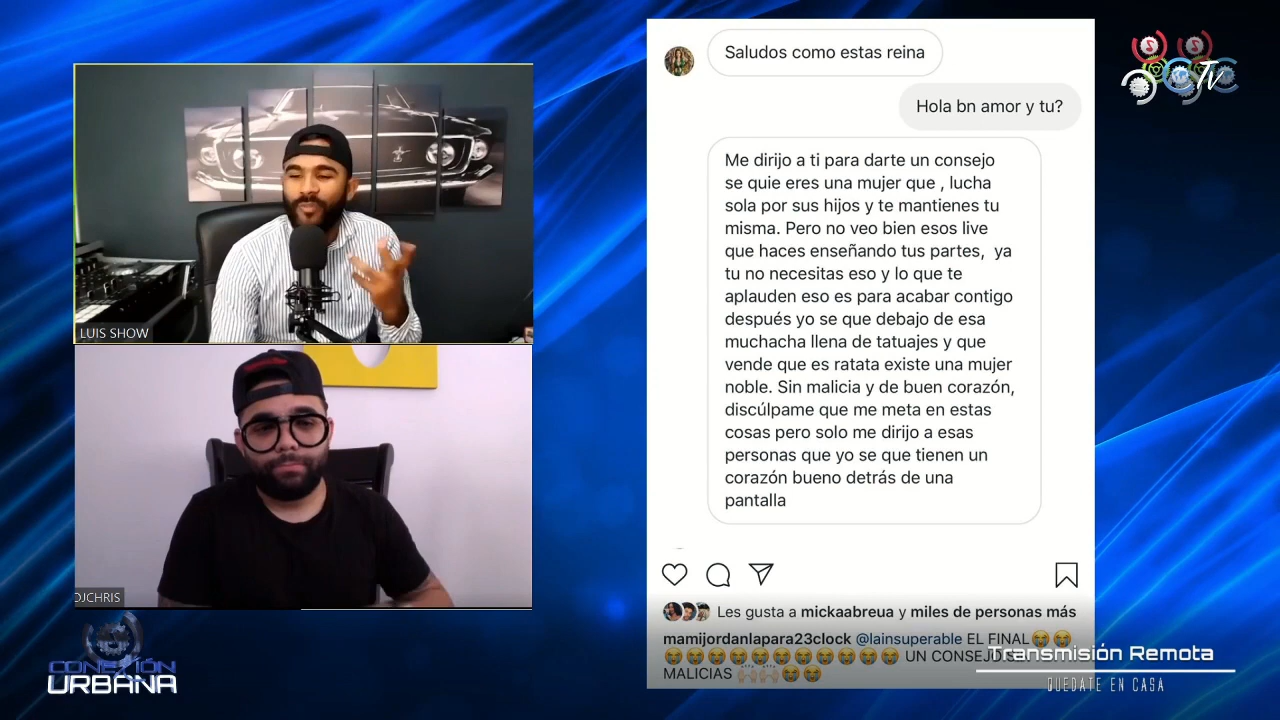 LUIS SHOW
DJCHRIS
CONEXIÓN
URBANA
Saludos como estas reina
Hola bn amor y tu?
Me dirijo a ti para darte un consejo
se quie eres una mujer que , lucha
sola por sus hijos y te mantienes tu
misma. Pero no veo bien esos live
que haces enseñando tus partes, ya
tu no necesitas eso y lo que te
aplauden eso es para acabar contigo
después yo se que debajo de esa
muchacha llena de tatuajes y que
vende que es ratata existe una mujer
noble. Sin malicia y de buen corazón,
discúlpame que me meta en estas
cosas pero solo me dirijo a esas
personas que yo se que tienen un
corazón bueno detrás de una
pantalla
Les gusta a mickaabreua y miles de personas más
mamijordanlapara23clock @lainsuperable EL FINAL😭😭
😭😭😭😭😭😭😭😭😭😭😭 UN CONSEJO
MALICIAS 🙌🏻🙌🏻😭😭
TV
Transmisión Remota
QUEDATE EN CASA